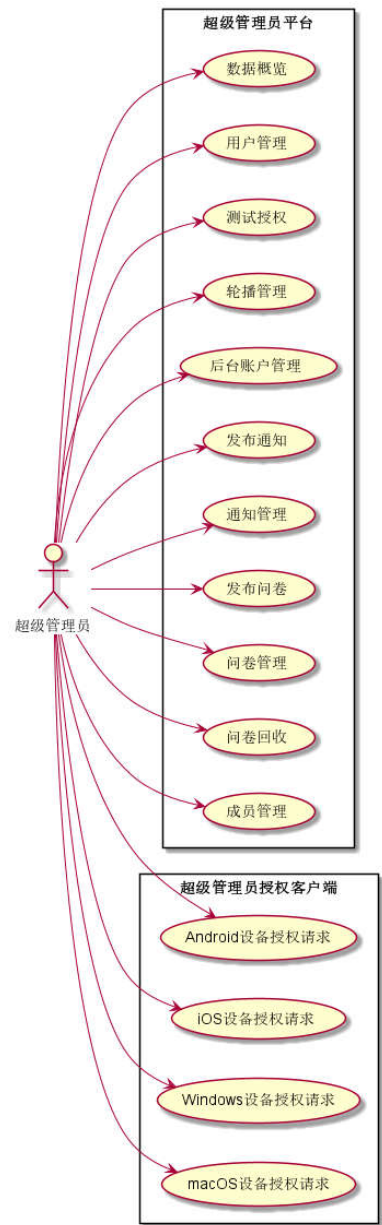 超级管理员平台
数据概览
用户管理
测试授权
轮播管理
后台账户管理
发布通知
通知管理
发布问卷
超级管理员
问卷管理
问卷回收
成员管理
超级管理员授权客户端
Android设备授权请求
iOS设备授权请求
Windows设备授权请求
macOS设备授权请求